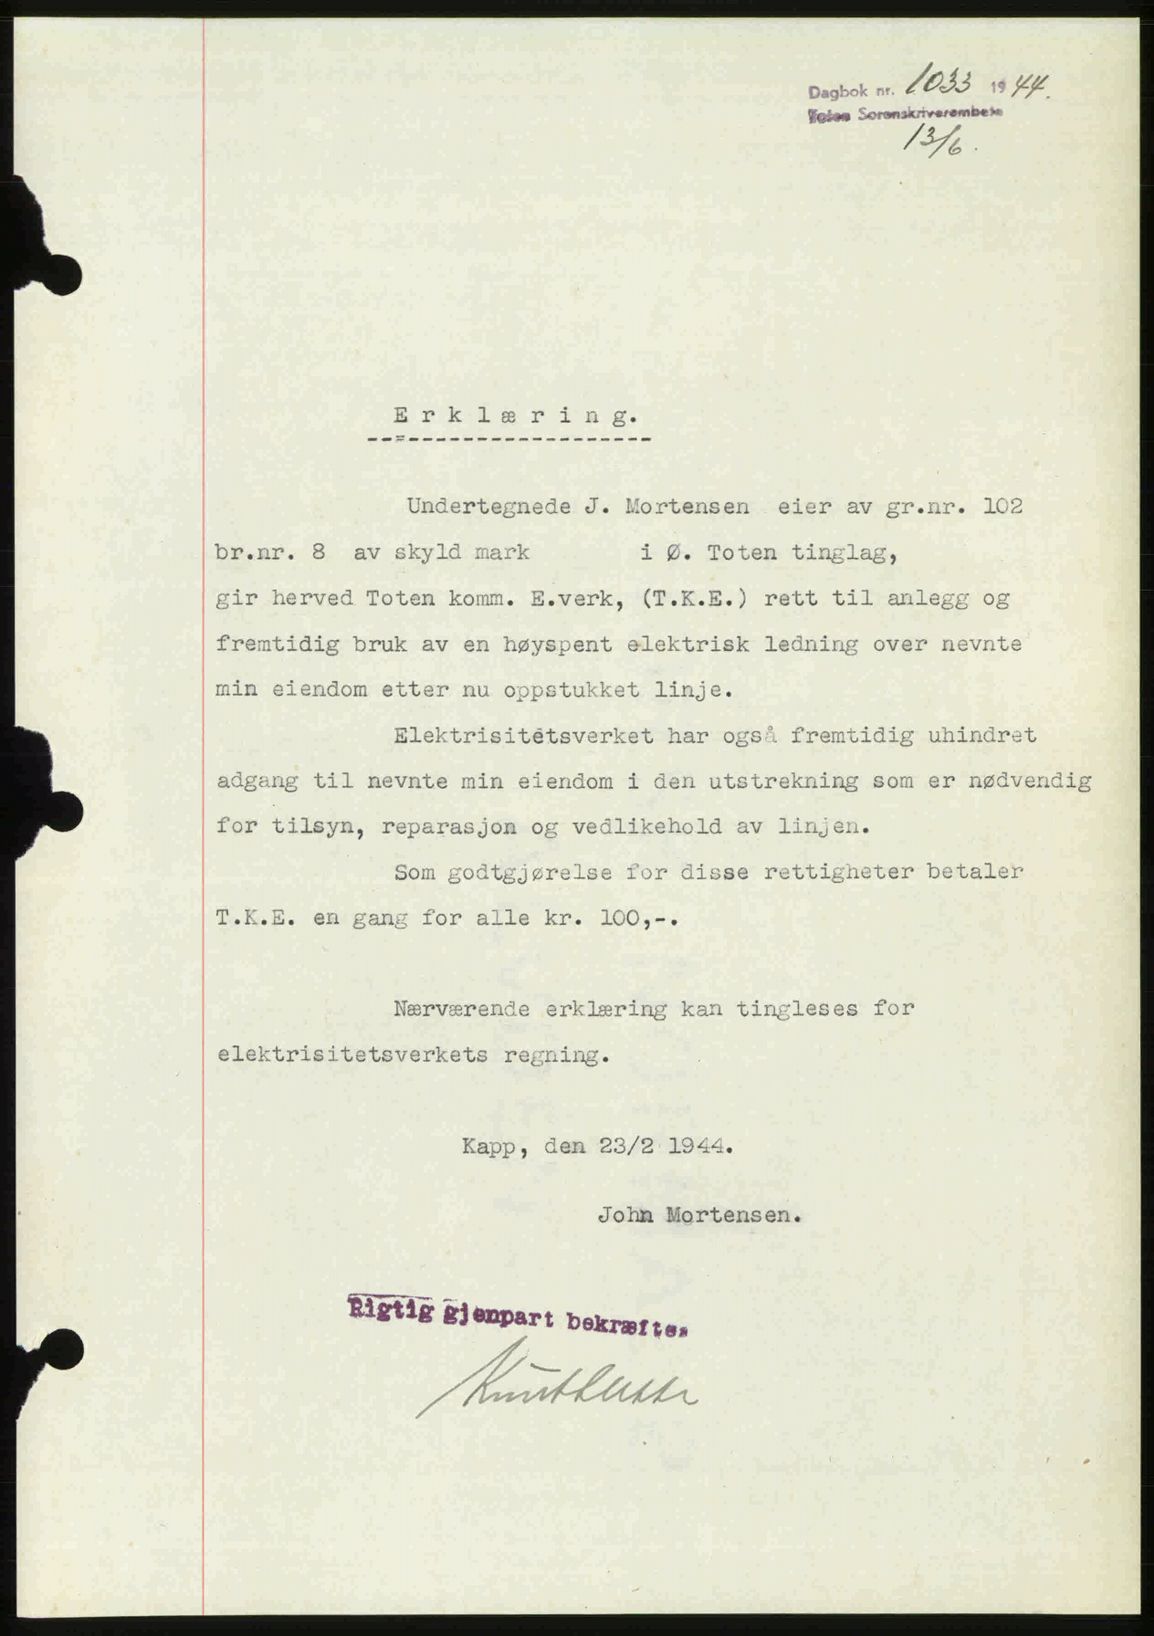 Dagbok nr. 1033 1944.
Toten Sorenskriverembete
13/6.
Erklæring.
Undertegnede J. Mortensen eier av gr.nr. 102
br.nr. 8 av skyld mark i Ø. Toten tinglag,
gir herved Toten komm. E.verk, (T.K.E.) rett til anlegg og
fremtidig bruk av en høyspent elektrisk ledning over nevnte
min eiendom etter nu oppstukket linje.
Elektrisitetsverket har også fremtidig uhindret
adgang til nevnte min eiendom i den utstrekning som er nødvendig
for tilsyn, reparasjon og vedlikehold av linjen.
Som godtgjørelse for disse rettigheter betaler
T.K.E. en gang for alle kr. 100,-.
Nærværende erklæring kan tingleses for
elektrisitetsverkets regning.
Kapp, den 23/2 1944.
John Mortensen.
Rigtig gjenpart bekræftes